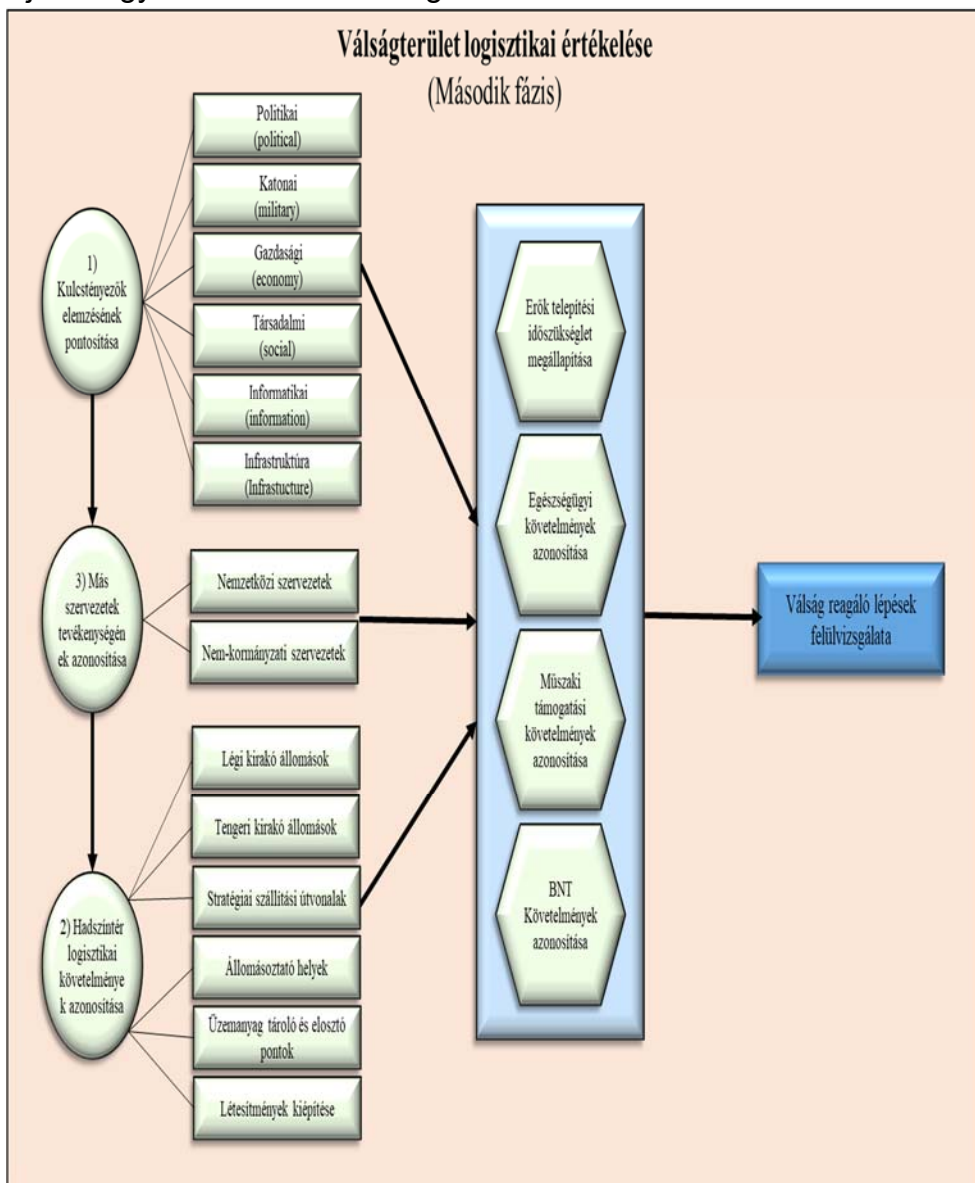 Válságterület logisztikai értékelése
(Második fázis)
1)
Kulcstényezők
elemzésének
pontosítása
Politikai
(political)
Katonai
(military)
Gazdasági
(economy)
Társadalmi
(social)
Informatikai
(information)
Infrastruktúra
(Infrastucture)
3) Más
szervezetek
tevékenységén
ek azonosítása
Nemzetközi szervezetek
Nem-kormányzati szervezetek
2) Hadszíntér
logisztikai
követelménye
k azonosítása
Légi kirakó állomások
Tengeri kirakó állomások
Stratégiai szállítási útvonalak
Állomásoztató helyek
Üzemanyag tároló és elosztó
pontok
Létesítmények kiépítése
Erők telepítési
időszükséglet
megállapítása
Egészségügyi
követelmények
azonosítása
Műszaki
támogatási
követelmények
azonosítása
BNT
Követelmények
azonosítása
Válság reagáló lépések
felülvizsgálata